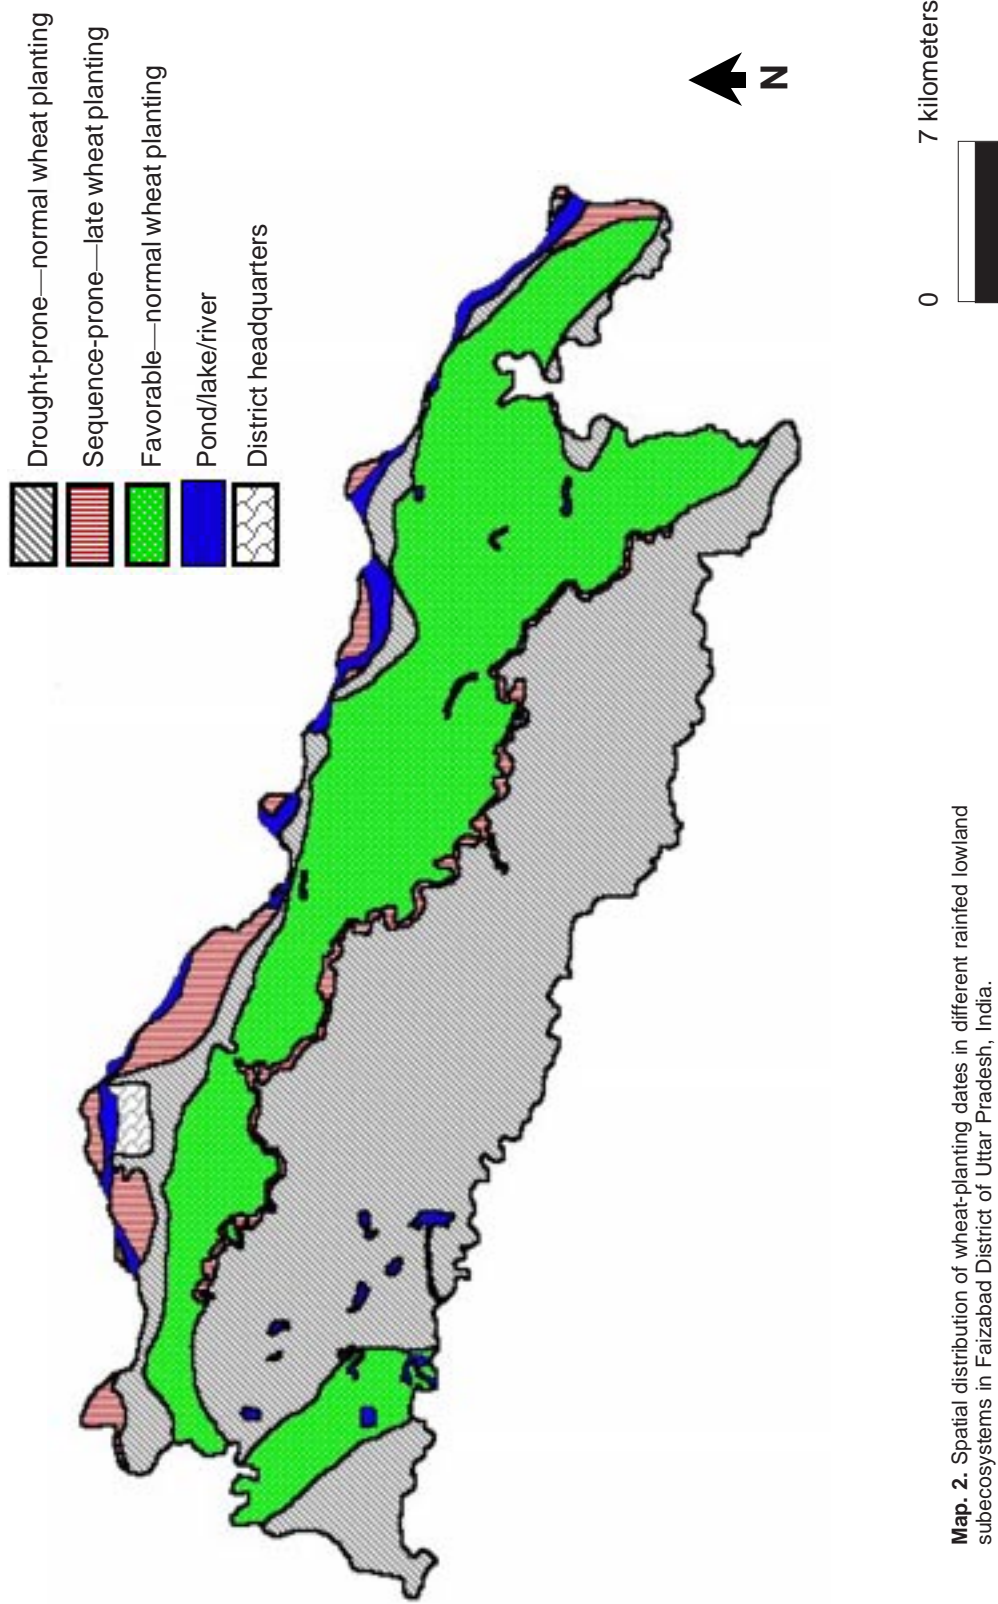 Drought-prone—normal wheat planting
Sequence-prone—late wheat planting
Favorable—normal wheat planting
Pond/lake/river
District headquarters
N
0 7 kilometers
Map. 2. Spatial distribution of wheat-planting dates in different rainfed lowland
subecosystems in Faizabad District of Uttar Pradesh, India.